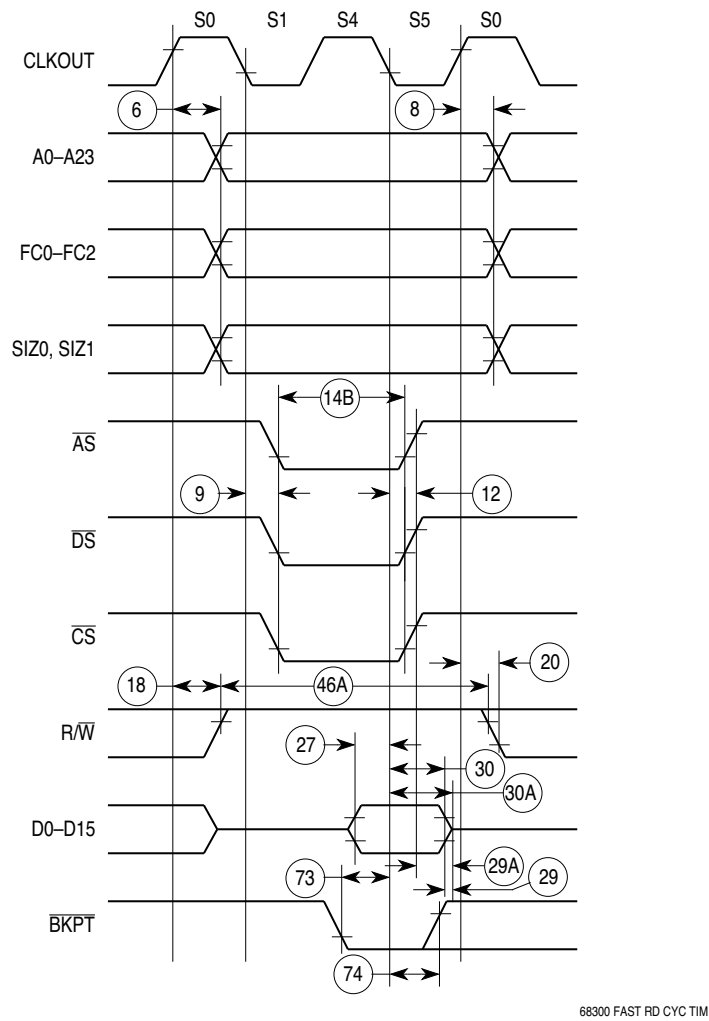 S0 S1 S4 S5 S0
CLKOUT
6 8
A0–A23
FC0–FC2
SIZ0, SIZ1
14B
AS
9 12
DS
CS
18 46A 20
R/W
27 30
30A
D0–D15
73 29A 29
BKPT
74
68300 FAST RD CYC TIM